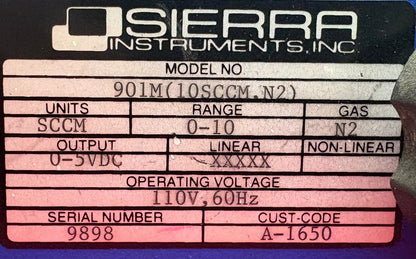 SIERRA
INSTRUMENTS, INC.
MODEL NO
901M(10SCCM,N2)
UNITS RANGE GAS
SCCM 0-10 N2
OUTPUT LINEAR NON-LINEAR
0-5VDC XXXXX
OPERATING VOLTAGE
110V,60Hz
SERIAL NUMBER CUST-CODE
9898 A-1650